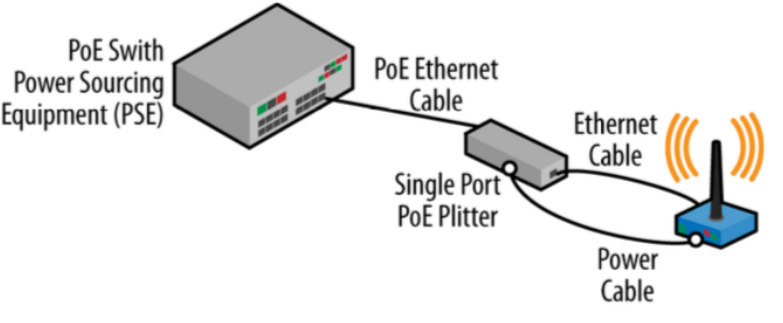 PoE Swith
Power Sourcing
Equipment (PSE)
PoE Ethernet
Cable
Ethernet
Cable
Single Port
PoE Plitter
Power
Cable